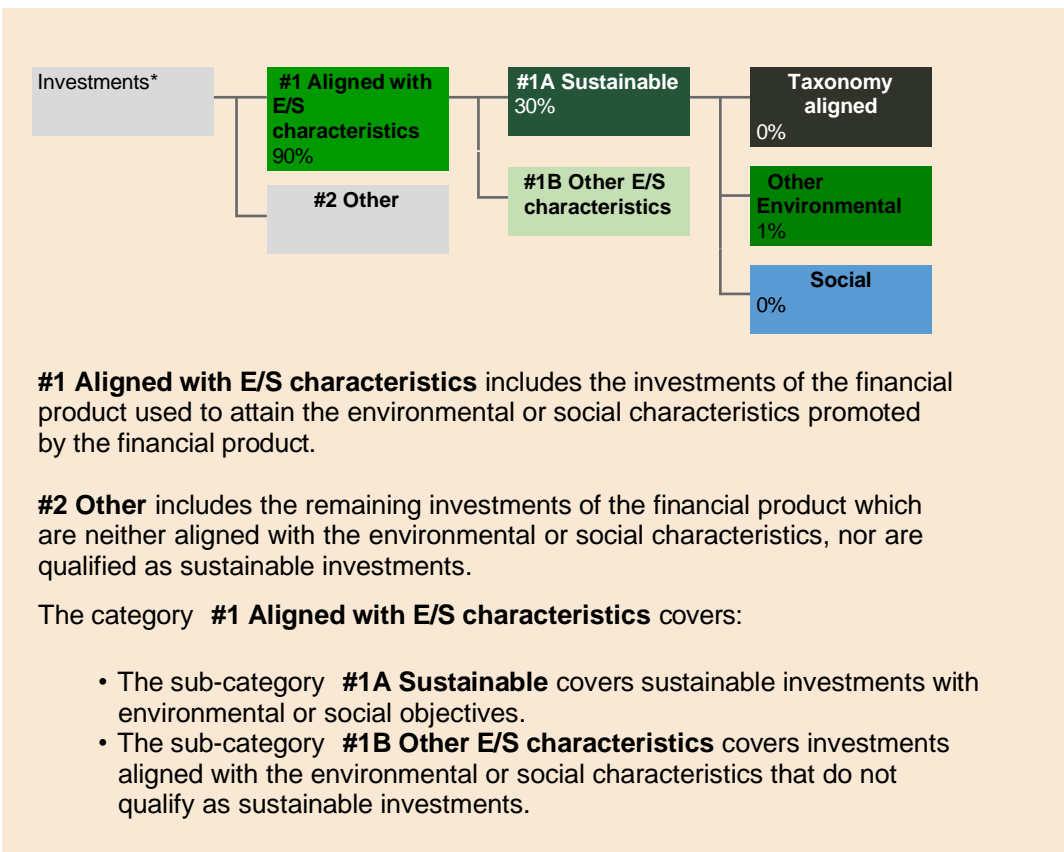 Investments*
#1 Aligned with
E/S
characteristics
90%
#2 Other
#1A Sustainable
30%
#1B Other E/S
characteristics
Taxonomy
aligned
0%
Other
Environmental
1%
Social
0%
#1 Aligned with E/S characteristics includes the investments of the financial
product used to attain the environmental or social characteristics promoted
by the financial product.
#2 Other includes the remaining investments of the financial product which
are neither aligned with the environmental or social characteristics, nor are
qualified as sustainable investments.
The category #1 Aligned with E/S characteristics covers:
• The sub-category #1A Sustainable covers sustainable investments with
environmental or social objectives.
• The sub-category #1B Other E/S characteristics covers investments
aligned with the environmental or social characteristics that do not
qualify as sustainable investments.